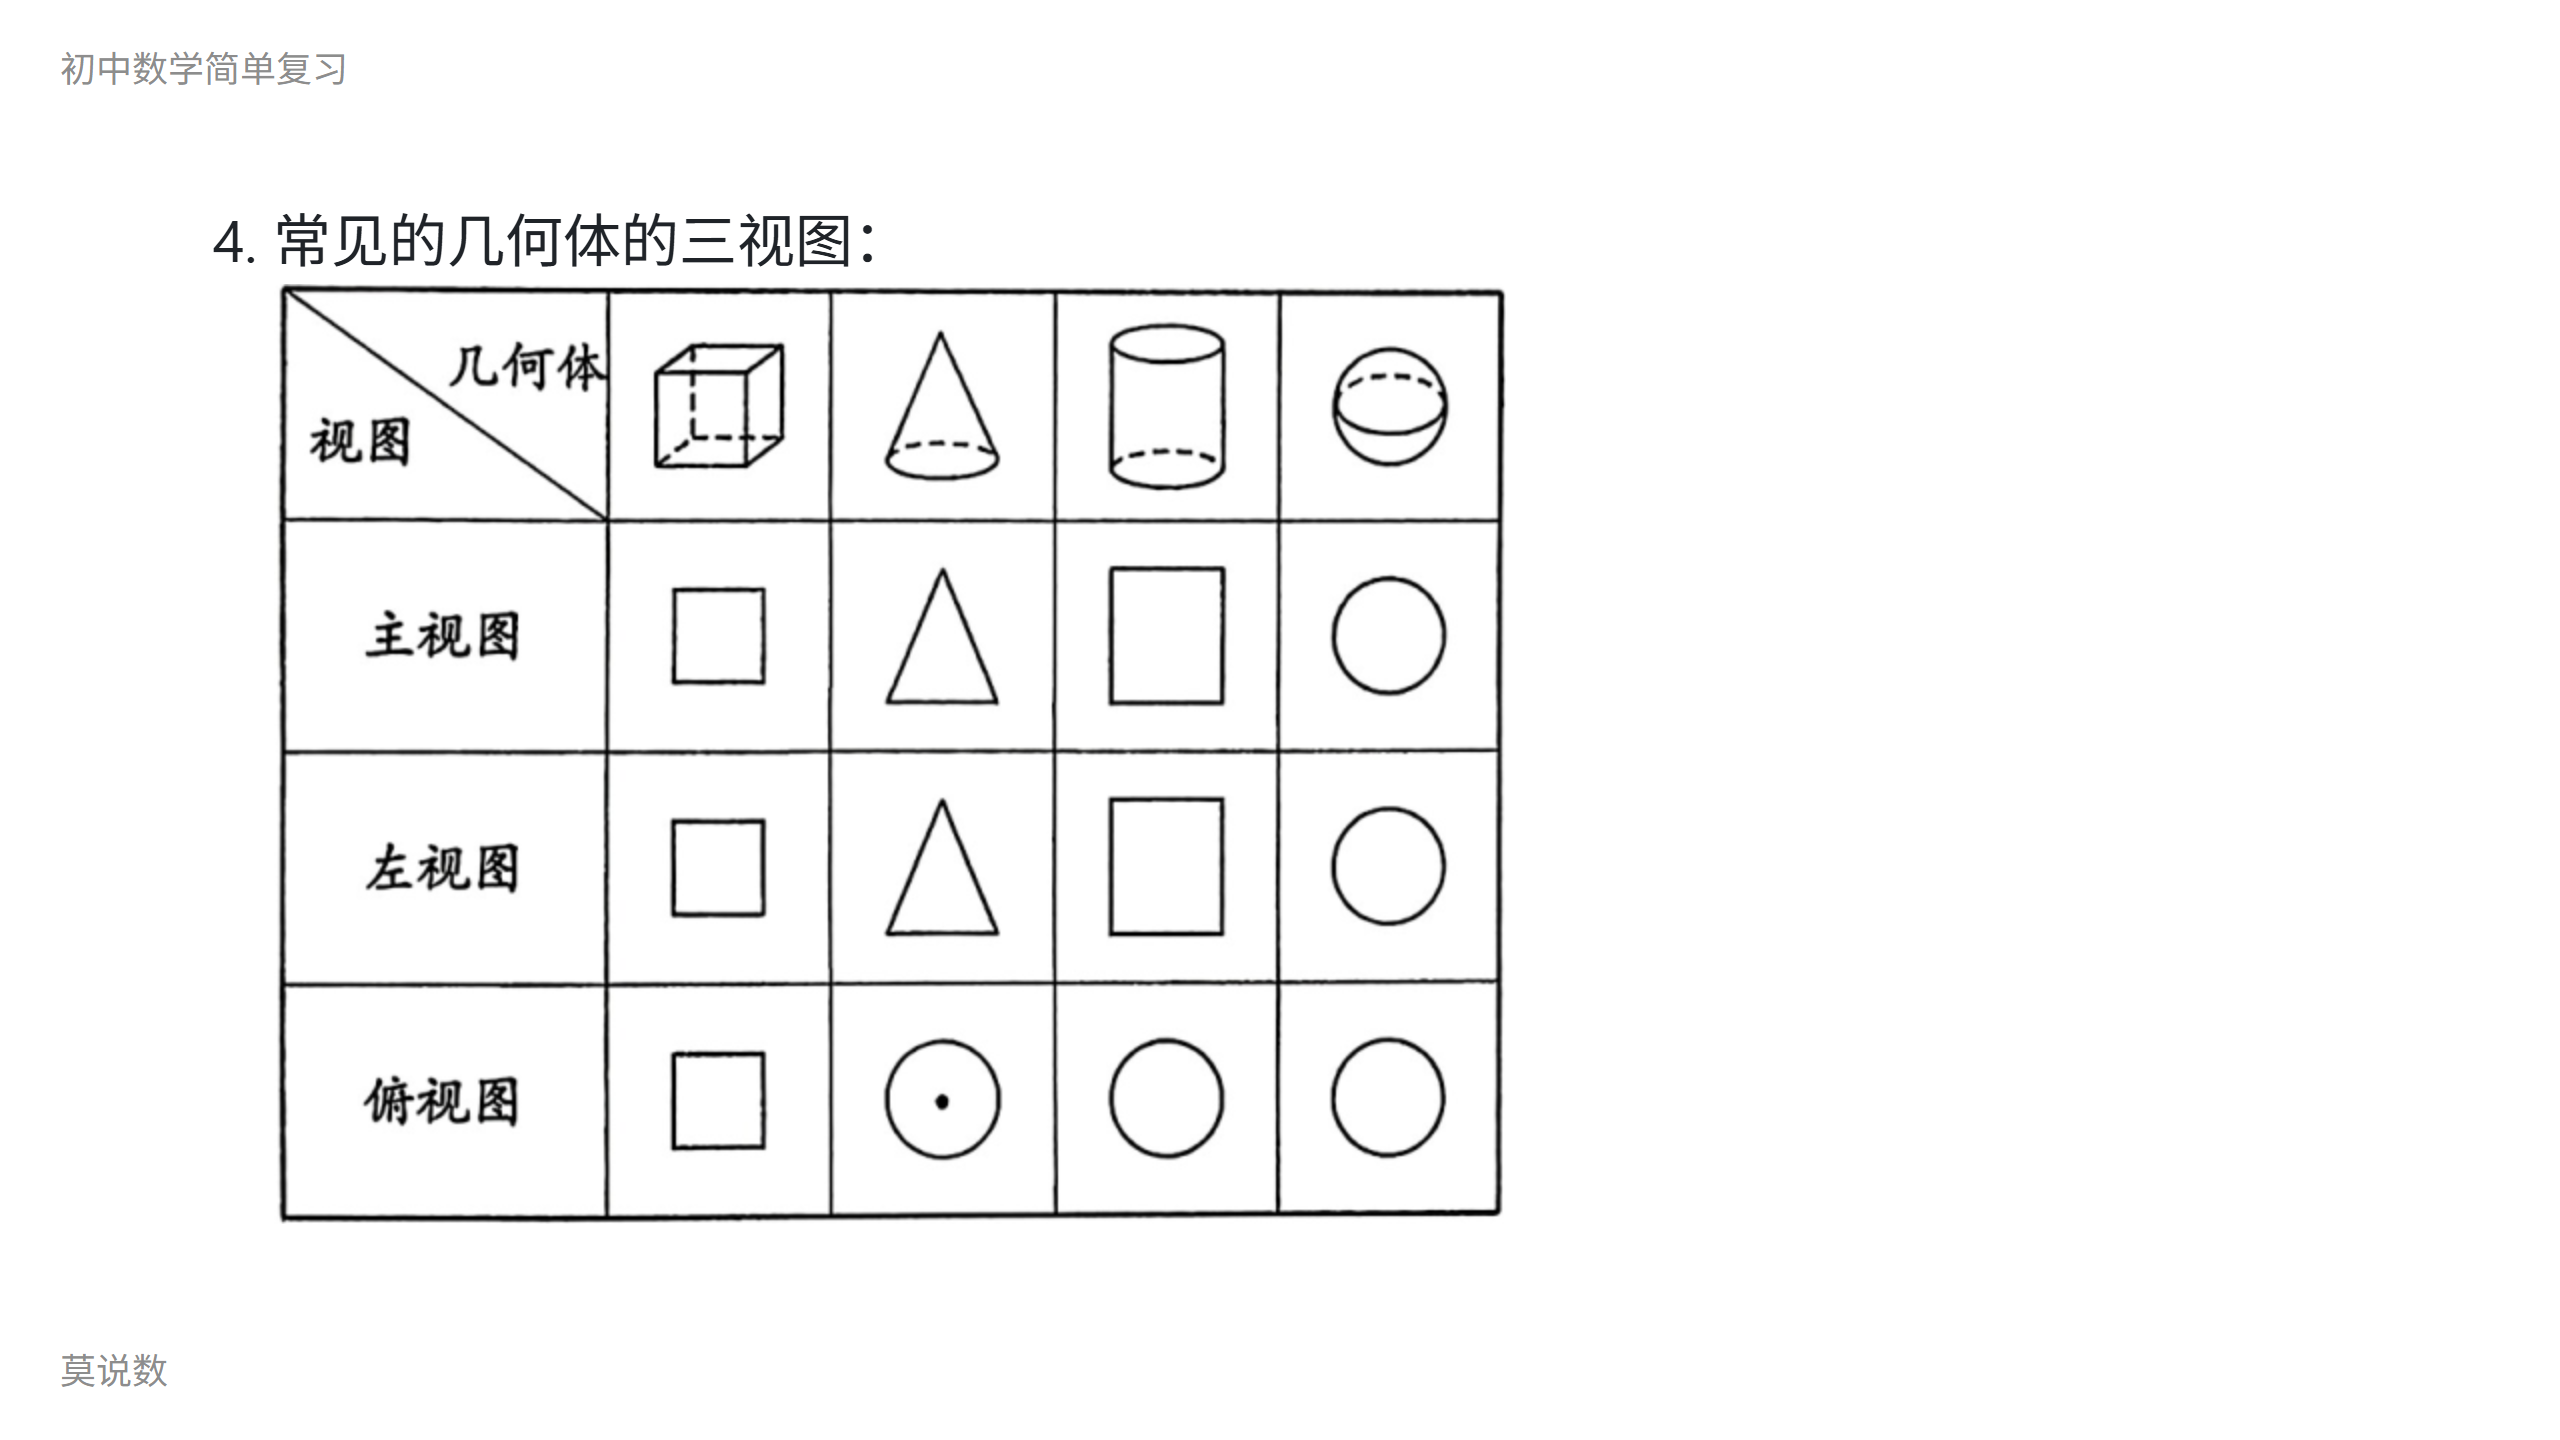 初中数学简单复习
4. 常见的几何体的三视图：
几何体
视图
主视图
左视图
俯视图
莫说数